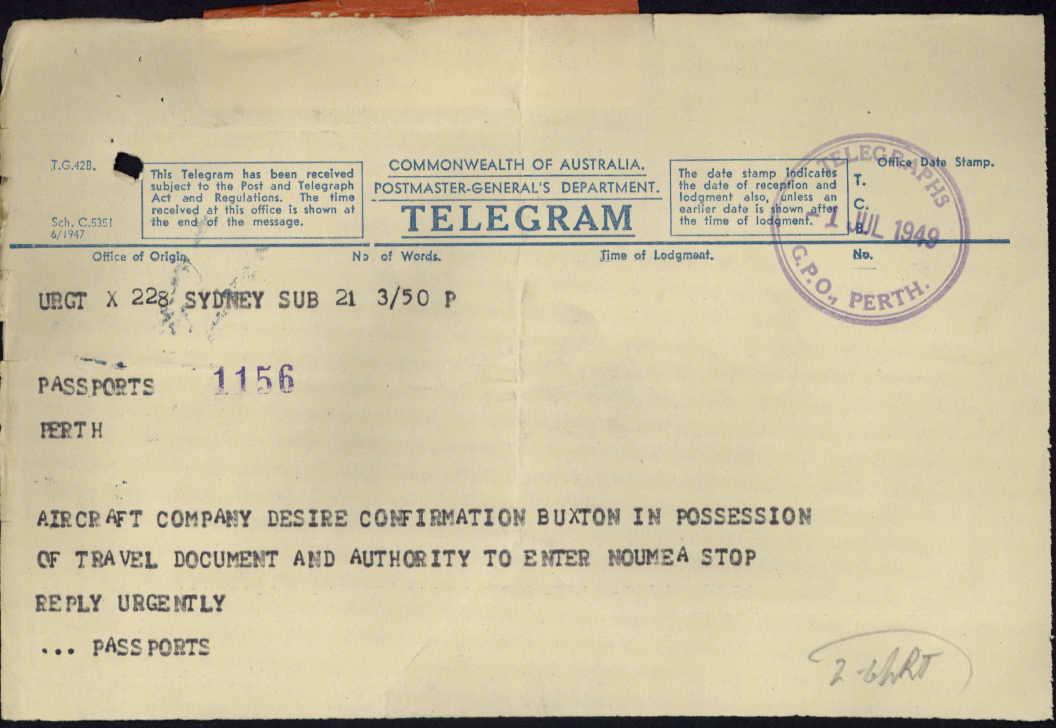 T.G.42B.
Sch. C.5351
6/1947
This Telegram has been received
subject to the Post and Telegraph
Act and Regulations. The time
received at this office is shown at
the end of the message.
COMMONWEALTH OF AUSTRALIA.
POSTMASTER-GENERAL'S DEPARTMENT.
TELEGRAM
The date stamp indicates
the date of reception and
lodgment also, unless an
earlier date is shown after
the time of lodgment.
Office Date Stamp.
T.
C.
B.
TELEGRAPHS
-1 JUL 1949
G.P.O., PERTH.
Office of Origin. No of Words. Time of Lodgment. No.
URGT X 228 SYDNEY SUB 21 3/50 P
PASSPORTS 1156
PERTH
AIRCRAFT COMPANY DESIRE CONFIRMATION BUXTON IN POSSESSION
OF TRAVEL DOCUMENT AND AUTHORITY TO ENTER NOUMEA STOP
REPLY URGENTLY
... PASSPORTS